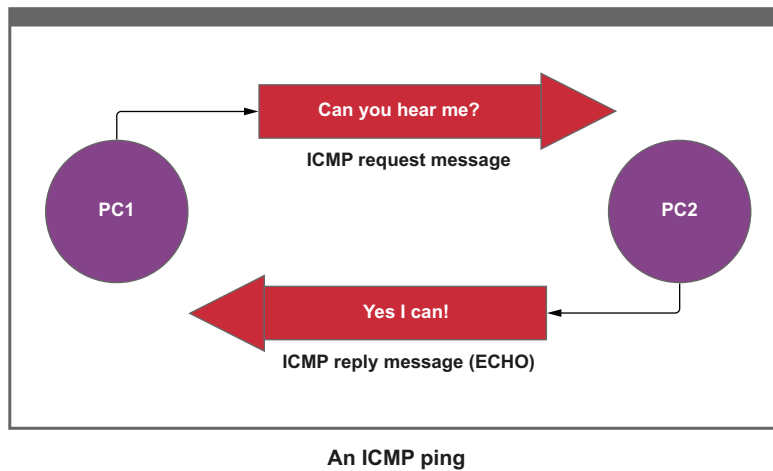 Can you hear me?
ICMP request message
PC1
PC2
Yes I can!
ICMP reply message (ECHO)
An ICMP ping